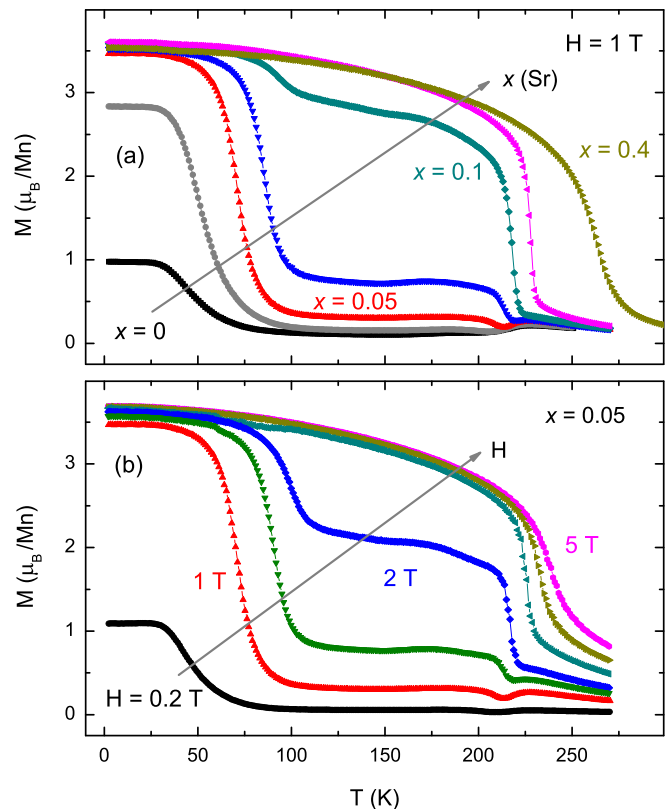 H = 1 T
x (Sr)
(a)
x = 0.4
x = 0.1
x = 0.05
x = 0
M (μB/Mn)
3
2
1
0
x = 0.05
(b)
H
5 T
1 T
2 T
H = 0.2 T
M (μB/Mn)
3
2
1
0
0 50 100 150 200 250
T (K)